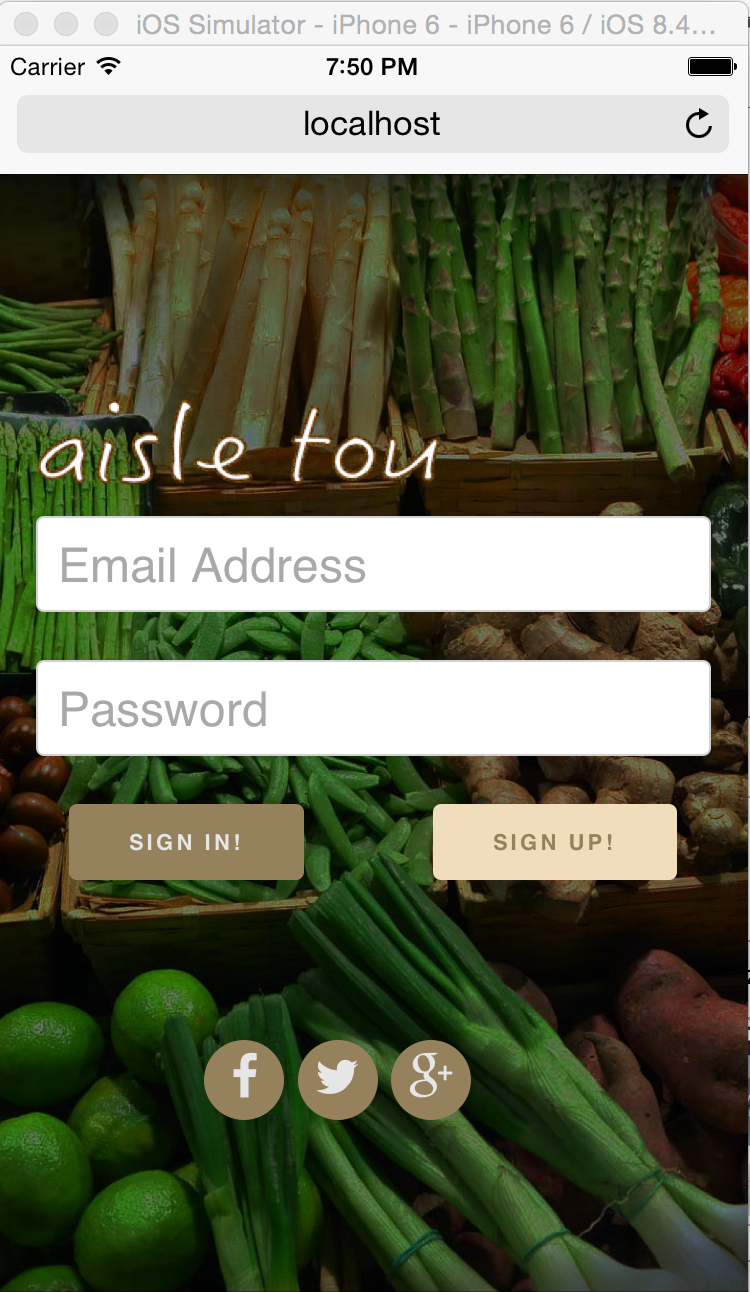 iOS Simulator - iPhone 6 - iPhone 6 / iOS 8.4...
Carrier 7:50 PM
localhost
aisle tou
Email Address
Password
SIGN IN! SIGN UP!
f g+